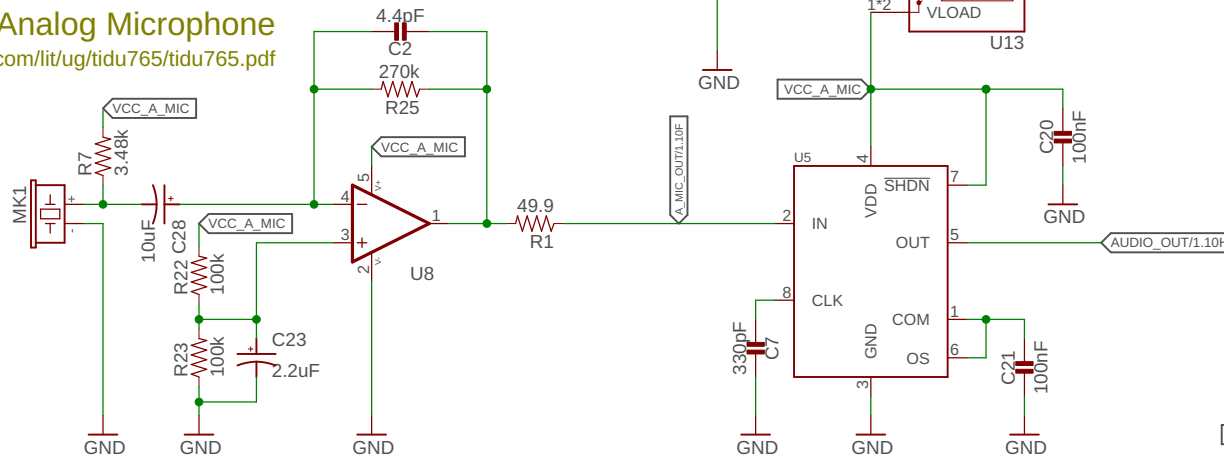 Analog Microphone
com/lit/ug/tidu765/tidu765.pdf
4.4pF
C2
270k
R25
VCC_A_MIC
R7
3.48k
MK1
+
-
10uF
C28
+
VCC_A_MIC
R22
100k
R23
100k
+
C23
2.2uF
VCC_A_MIC
5
V+
4
3
1
2
V-
U8
49.9
R1
A_MIC_OUT/1.10F
GND
GND
GND
GND
1*2
VLOAD
U13
VCC_A_MIC
C20
100nF
GND
U5
4
VDD
SHDN
7
2
IN
OUT
5
AUDIO_OUT/1.10H
8
CLK
COM
1
OS
6
GND
3
330pF
C7
C21
100nF
GND
GND
GND